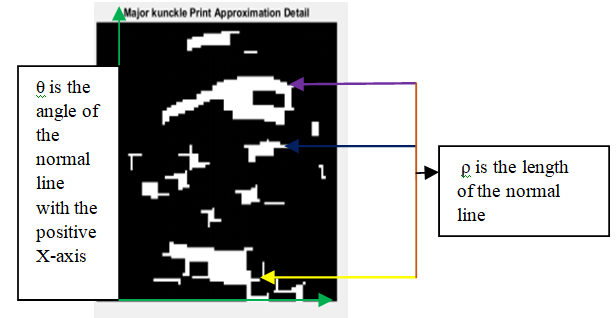 Major kunckle Print Approximation Detail
θ is the
angle of
the
normal
line
with the
positive
X-axis
ρ is the length
of the normal
line